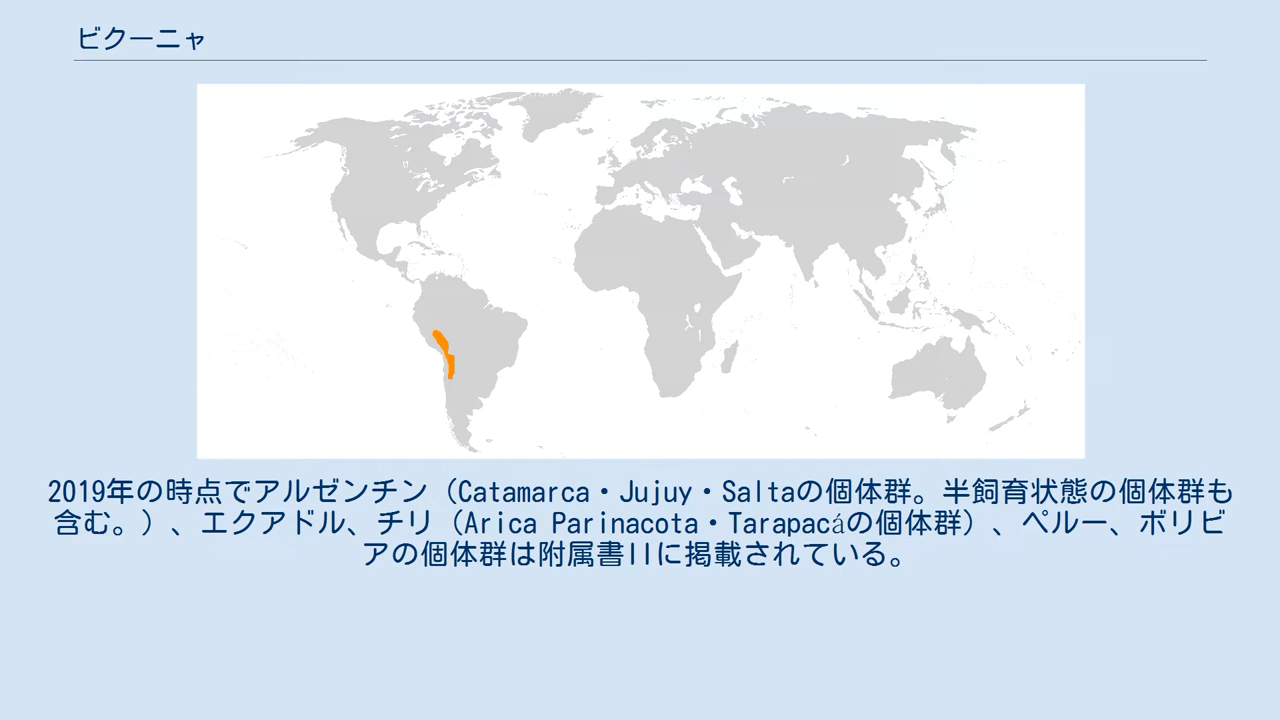 ビクーニャ
2019年の時点でアルゼンチン（Catamarca・Jujuy・Saltaの個体群。半飼育状態の個体群も
含む。）、エクアドル、チリ（Arica Parinacota・Tarapacáの個体群）、ペルー、ボリビ
アの個体群は附属書IIに掲載されている。